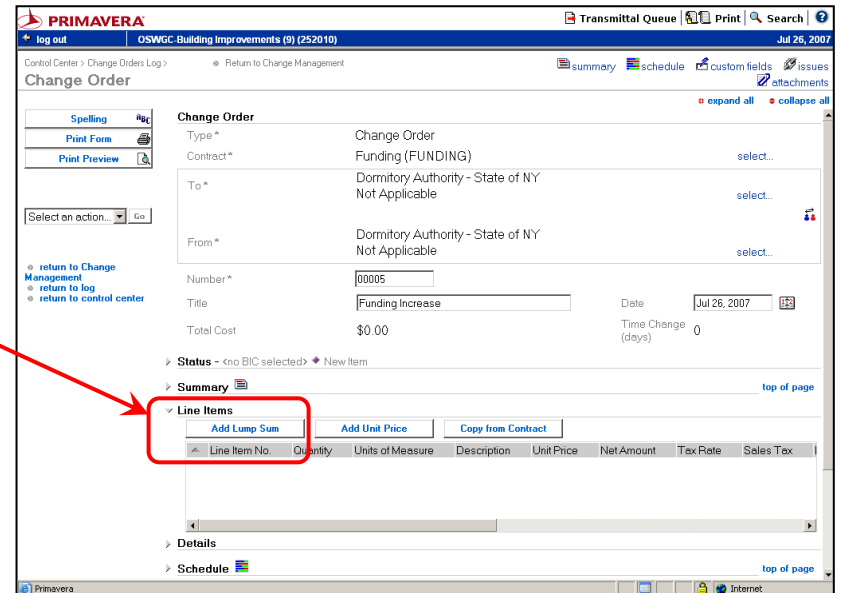 PRIMAVERA
Transmittal Queue Print Search ?
log out OSWGC-Building Improvements (9) (252010) Jul 26, 2007
Control Center > Change Orders Log > Return to Change Management
summary schedule custom fields issues
Change Order
attachments
expand all collapse all
Spelling ABC
Print Form
Print Preview
Select an action... Go
return to Change
Management
return to log
return to control center
Change Order
Type* Change Order
Contract* Funding (FUNDING) select...
To* Dormitory Authority - State of NY
Not Applicable select...
From* Dormitory Authority - State of NY
Not Applicable select...
Number* 00005
Title Funding Increase Date Jul 26, 2007
Total Cost $0.00 Time Change
(days) 0
Status - <no BIC selected> New Item
Summary top of page
Line Items
Add Lump Sum Add Unit Price Copy from Contract
Line Item No. Quantity Units of Measure Description Unit Price Net Amount Tax Rate Sales Tax
Details
Schedule top of page
Primavera Internet